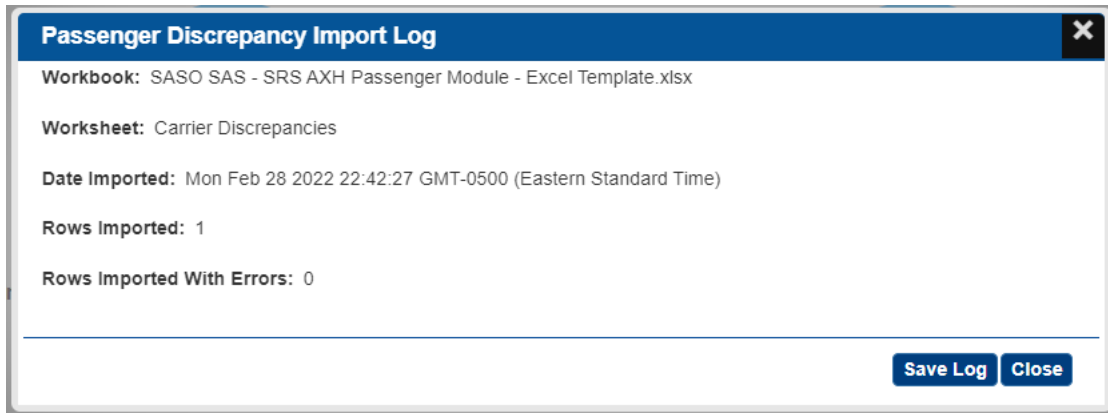 Passenger Discrepancy Import Log
Workbook: SASO SAS - SRS AXH Passenger Module - Excel Template.xlsx
Worksheet: Carrier Discrepancies
Date Imported: Mon Feb 28 2022 22:42:27 GMT-0500 (Eastern Standard Time)
Rows Imported: 1
Rows Imported With Errors: 0
Save Log Close